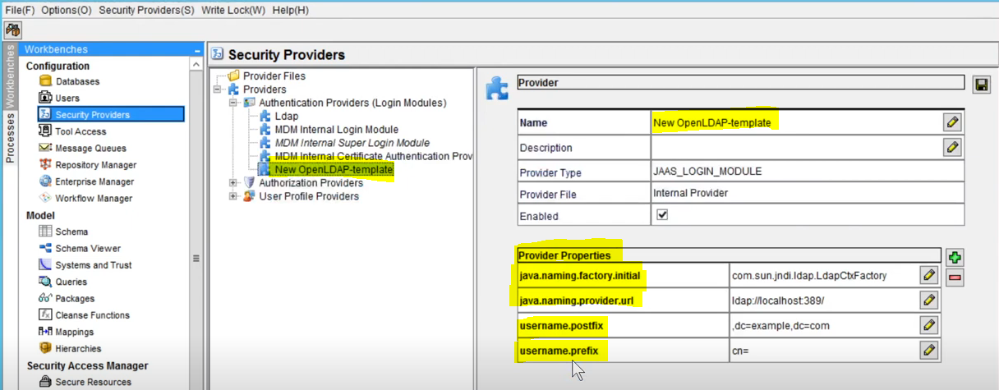 File(F) Options(O) Security Providers(S) Write Lock(W) Help(H)
Workbenches
Processes
Workbenches
Configuration
Databases
Users
Security Providers
Tool Access
Message Queues
Repository Manager
Enterprise Manager
Workflow Manager
Model
Schema
Schema Viewer
Systems and Trust
Queries
Packages
Cleanse Functions
Mappings
Hierarchies
Security Access Manager
Secure Resources
Security Providers
Provider Files
Providers
Authentication Providers (Login Modules)
Ldap
MDM Internal Login Module
MDM Internal Super Login Module
MDM Internal Certificate Authentication Prov
New OpenLDAP-template
Authorization Providers
User Profile Providers
Provider
Name New OpenLDAP-template
Description
Provider Type JAAS_LOGIN_MODULE
Provider File Internal Provider
Enabled
Provider Properties
java.naming.factory.initial com.sun.jndi.ldap.LdapCtxFactory
java.naming.provider.url ldap://localhost:389/
username.postfix ,dc=example,dc=com
username.prefix cn=